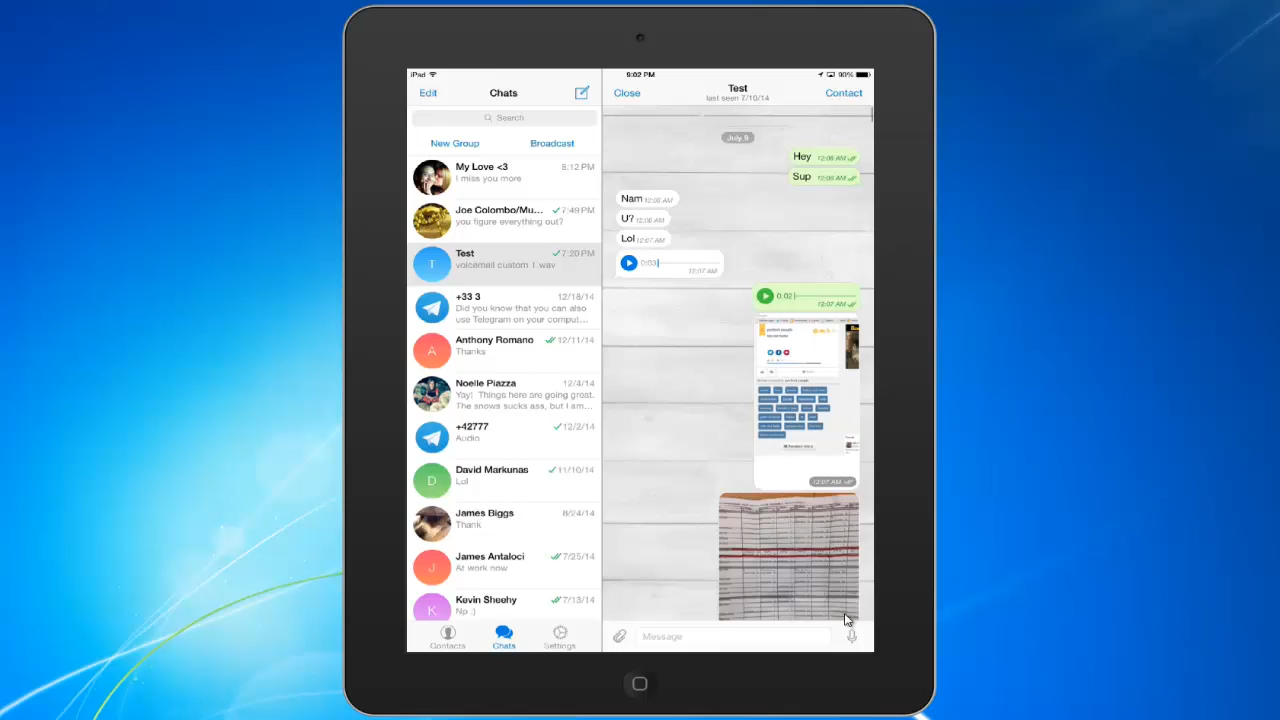 iPad
9:02 PM
90%
Edit
Chats
Search
New Group
Broadcast
My Love <3
8:12 PM
I miss you more
Joe Colombo/Mu...
7:49 PM
you figure everything out?
Test
7:20 PM
voicemail custom 1.wav
T
+33 3
12/18/14
Did you know that you can also
use Telegram on your comput...
Anthony Romano
12/11/14
Thanks
A
Noelle Piazza
12/4/14
Yay! Things here are going great.
The snows sucks ass, but I am...
+42777
12/2/14
Audio
David Markunas
11/10/14
Lol
D
James Biggs
8/24/14
Thank
James Antaloci
7/25/14
At work now
J
Kevin Sheehy
7/13/14
Np :)
K
Contacts
Chats
Settings
Close
Test
last seen 7/10/14
Contact
July 9
Hey 12:06 AM
Sup 12:06 AM
Nam 12:06 AM
U? 12:06 AM
Lol 12:07 AM
0:03
12:07 AM
0:02
12:07 AM
12:07 AM
Message